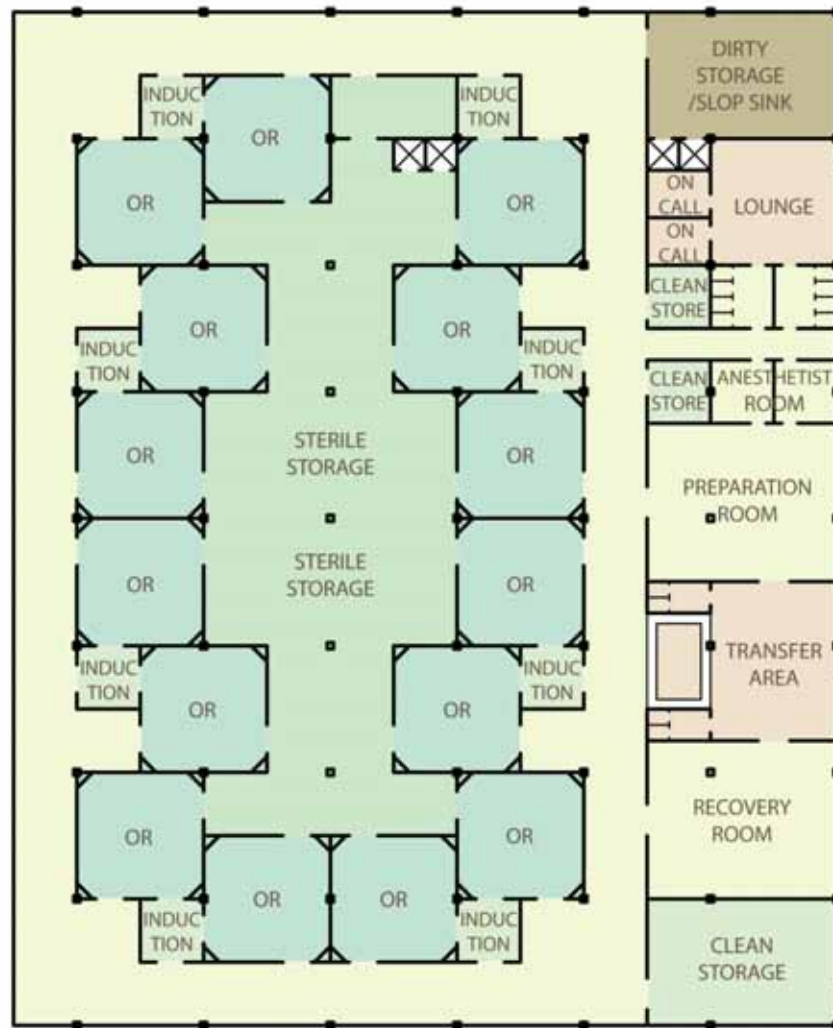 DIRTY
STORAGE
/SLOP SINK
INDUC
TION
INDUC
TION
OR
ON
CALL
LOUNGE
OR
OR
ON
CALL
CLEAN
STORE
OR
OR
INDUC
TION
INDUC
TION
CLEAN
STORE
ANESTHETIST
ROOM
OR
STERILE
STORAGE
OR
PREPARATION
ROOM
OR
STERILE
STORAGE
OR
INDUC
TION
INDUC
TION
TRANSFER
AREA
OR
OR
RECOVERY
ROOM
OR
OR
OR
OR
INDUC
TION
INDUC
TION
CLEAN
STORAGE